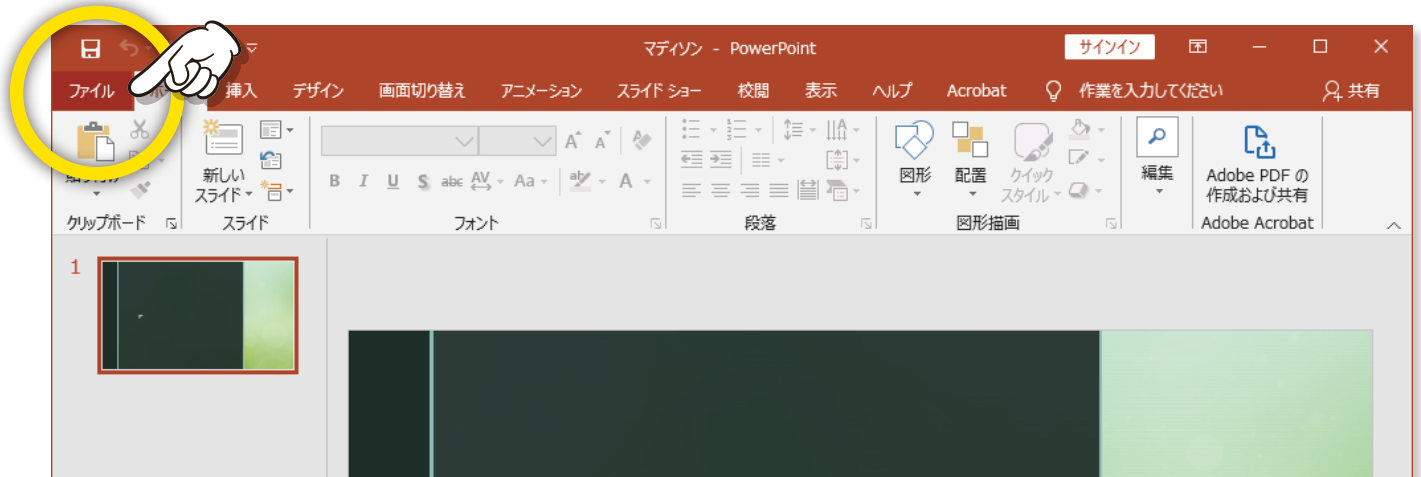 マディソン - PowerPoint
サインイン
ファイル
挿入
デザイン
画面切り替え
アニメーション
スライド ショー
校閲
表示
ヘルプ
Acrobat
作業を入力してください
共有
新しい
スライド
クイック
スタイル
図形
配置
編集
Adobe PDF の
作成および共有
B I U S abc AV Aa ab A
クリップボード
スライド
フォント
段落
図形描画
Adobe Acrobat
1